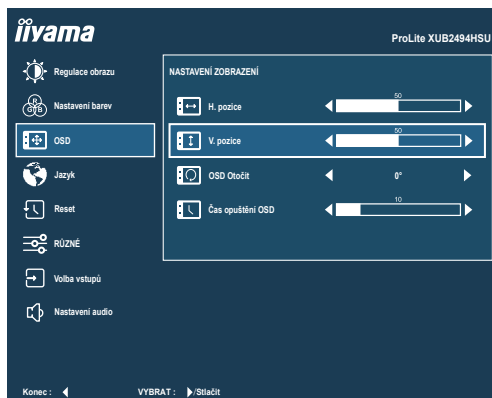 iiyama
ProLite XUB2494HSU
Regulace obrazu
Nastavení barev
R
G B
OSD
Jazyk
Reset
RŮZNÉ
Volba vstupů
Nastavení audio
NASTAVENÍ ZOBRAZENÍ
H. pozice
50
V. pozice
50
OSD Otočit
0°
Čas opuštění OSD
10
Konec :
VYBRAT : /Stlačit